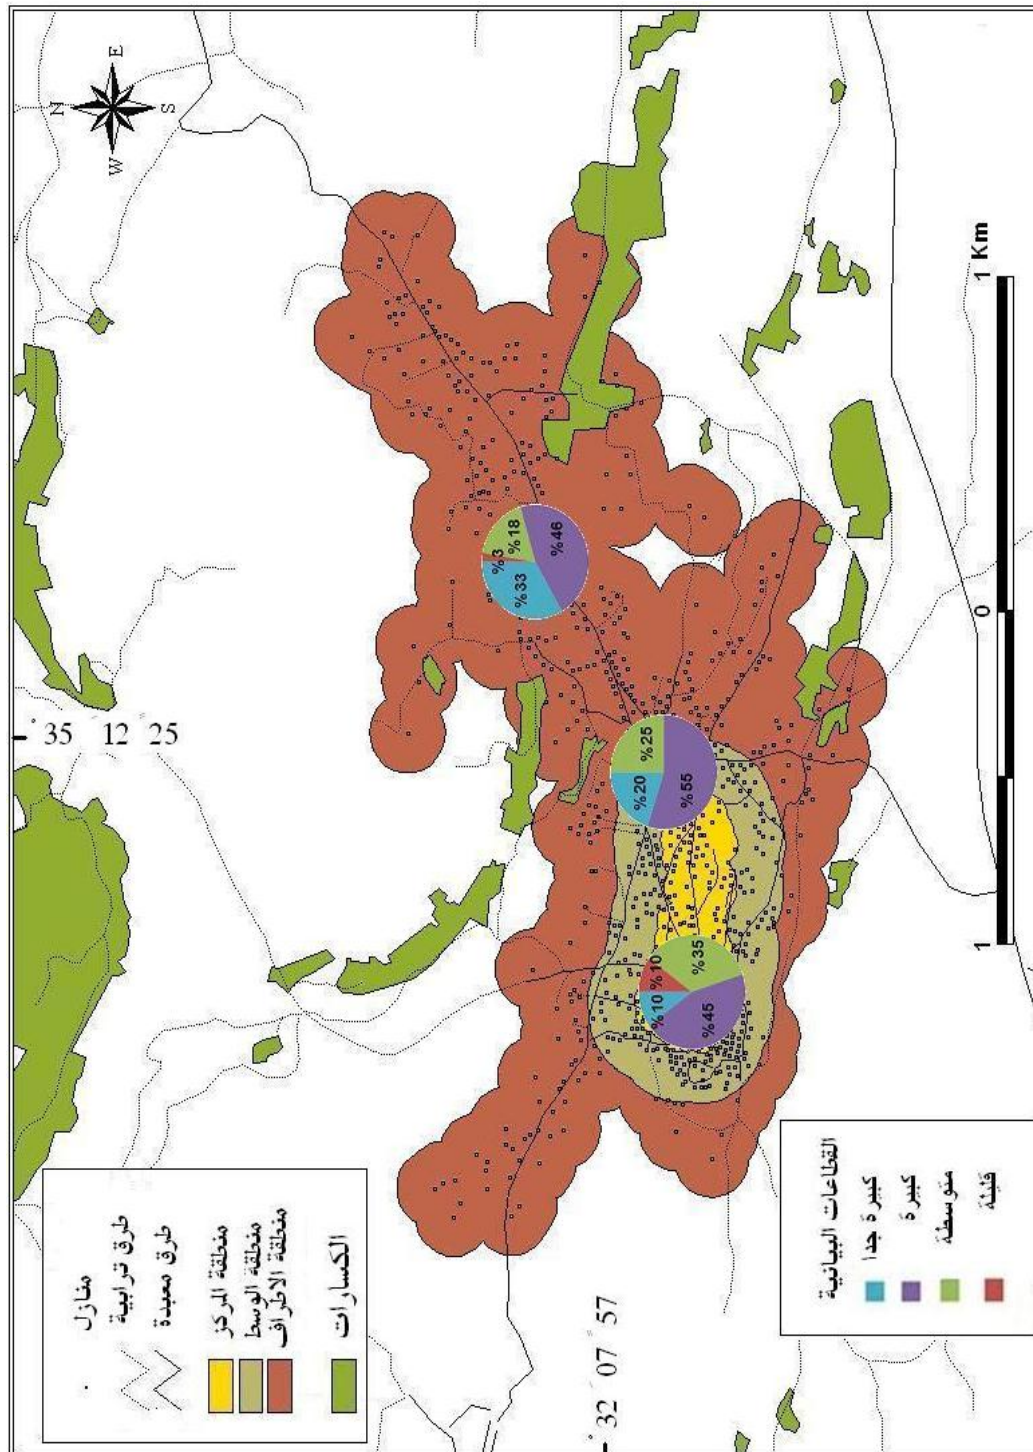 N
E
S
W
35 12 25
32 07 57
%3
%18
%33
%46
%25
%20
%55
%10
%10
%35
%45
1 0 1 Km
منازل
طرق ترابية
طرق معبدة
منطقة المركز
منطقة الوسط
منطقة الاطراف
الكسارات
القطاعات البيانية
كبيرة جدا
كبيرة
متوسطة
قليلة